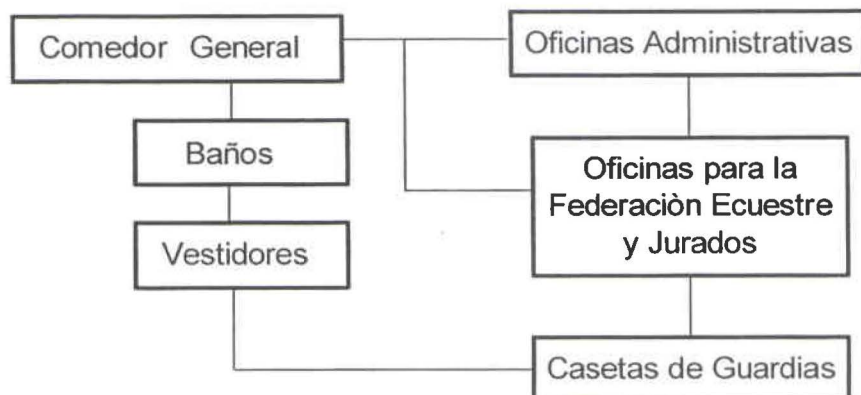 Comedor General
Oficinas Administrativas
Baños
Oficinas para la
Federaciòn Ecuestre
y Jurados
Vestidores
Casetas de Guardias